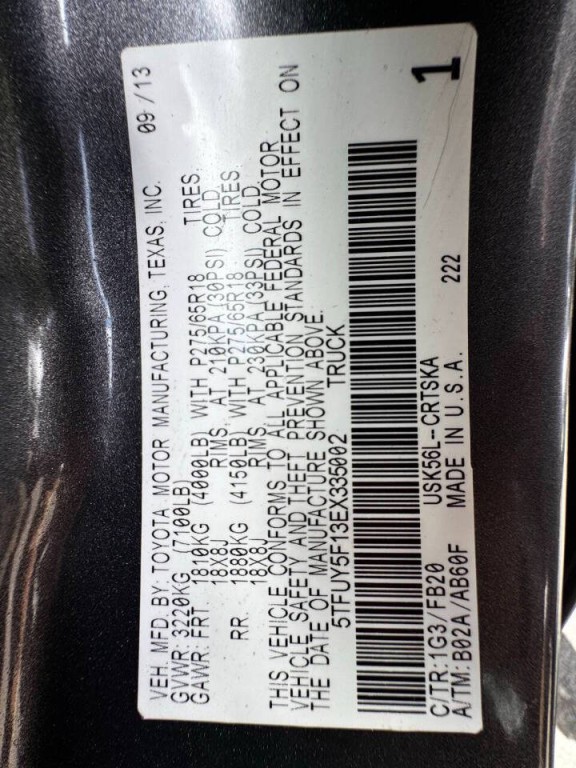 VEH. MFD. BY: TOYOTA MOTOR MANUFACTURING, TEXAS, INC. 09/13
GVWR: 3220KG (7100LB)
GAWR: FRT 1810KG (4000LB) WITH P275/65R18 TIRES,
18X8J RIMS, AT 210KPA(30PSI) COLD.
RR. 1880KG (4150LB) WITH P275/65R18 TIRES,
18X8J RIMS, AT 230KPA(33PSI) COLD.
THIS VEHICLE CONFORMS TO ALL APPLICABLE FEDERAL MOTOR
VEHICLE SAFETY AND THEFT PREVENTION STANDARDS IN EFFECT ON
THE DATE OF MANUFACTURE SHOWN ABOVE.
5TFUY5F13EX335002 TRUCK
C/TR: 1G3/FB20 USK56L-CRTSKA 222
A/TM: B02A/AB60F MADE IN U.S.A. 1